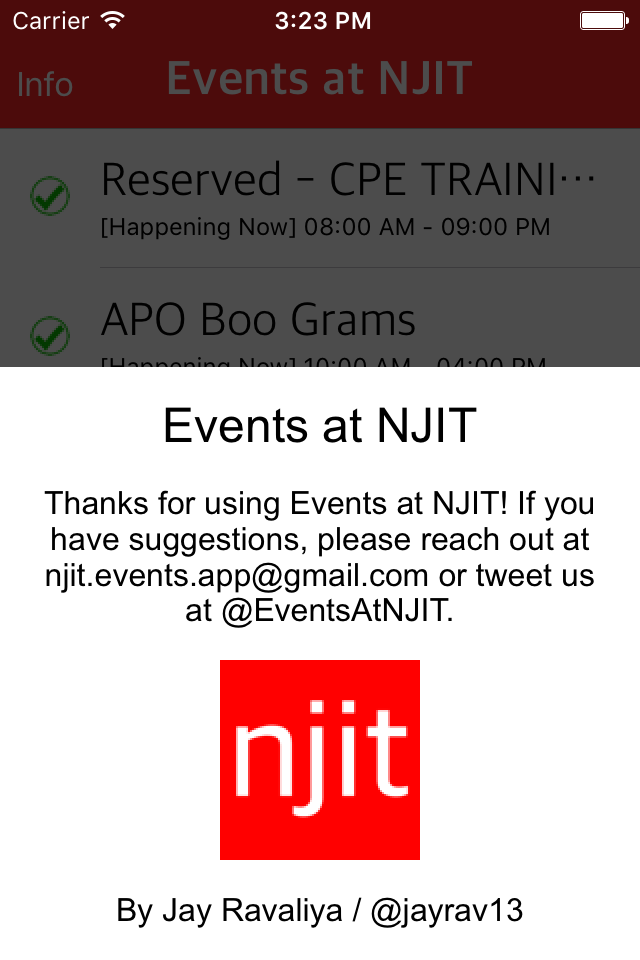 Carrier 3:23 PM
Info Events at NJIT
Reserved – CPE TRAINI···
[Happening Now] 08:00 AM - 09:00 PM
APO Boo Grams
[Happening Now] 10:00 AM - 04:00 PM
Events at NJIT
Thanks for using Events at NJIT! If you
have suggestions, please reach out at
njit.events.app@gmail.com or tweet us
at @EventsAtNJIT.
njit
By Jay Ravaliya / @jayrav13